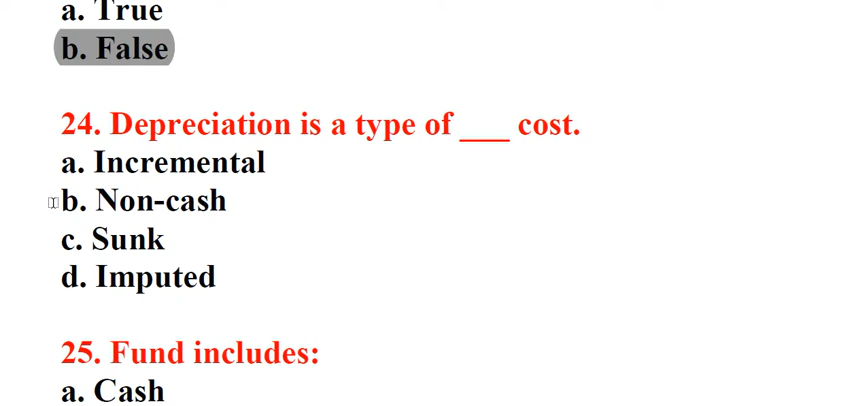 a. True
b. False
24. Depreciation is a type of ___ cost.
a. Incremental
b. Non-cash
c. Sunk
d. Imputed
25. Fund includes:
a. Cash